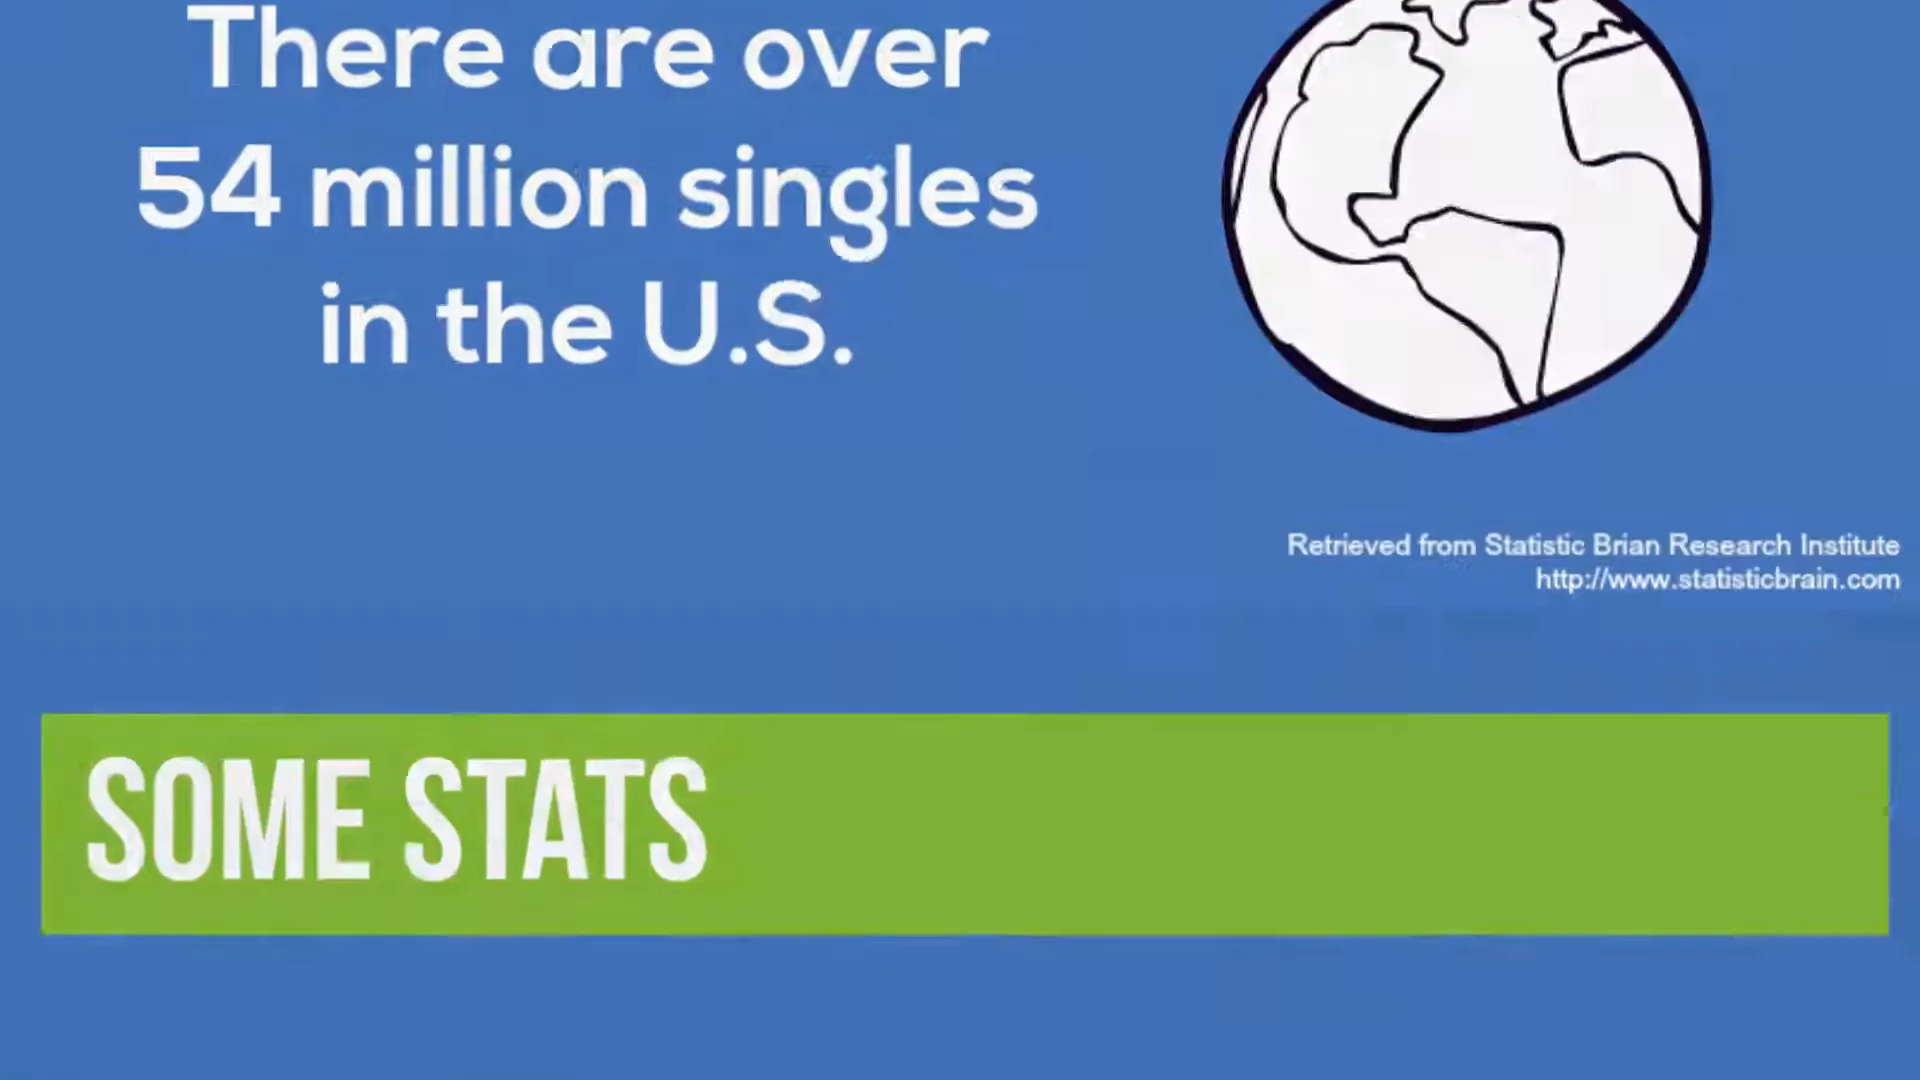 There are over
54 million singles
in the U.S.
Retrieved from Statistic Brian Research Institute
http://www.statisticbrain.com
SOME STATS